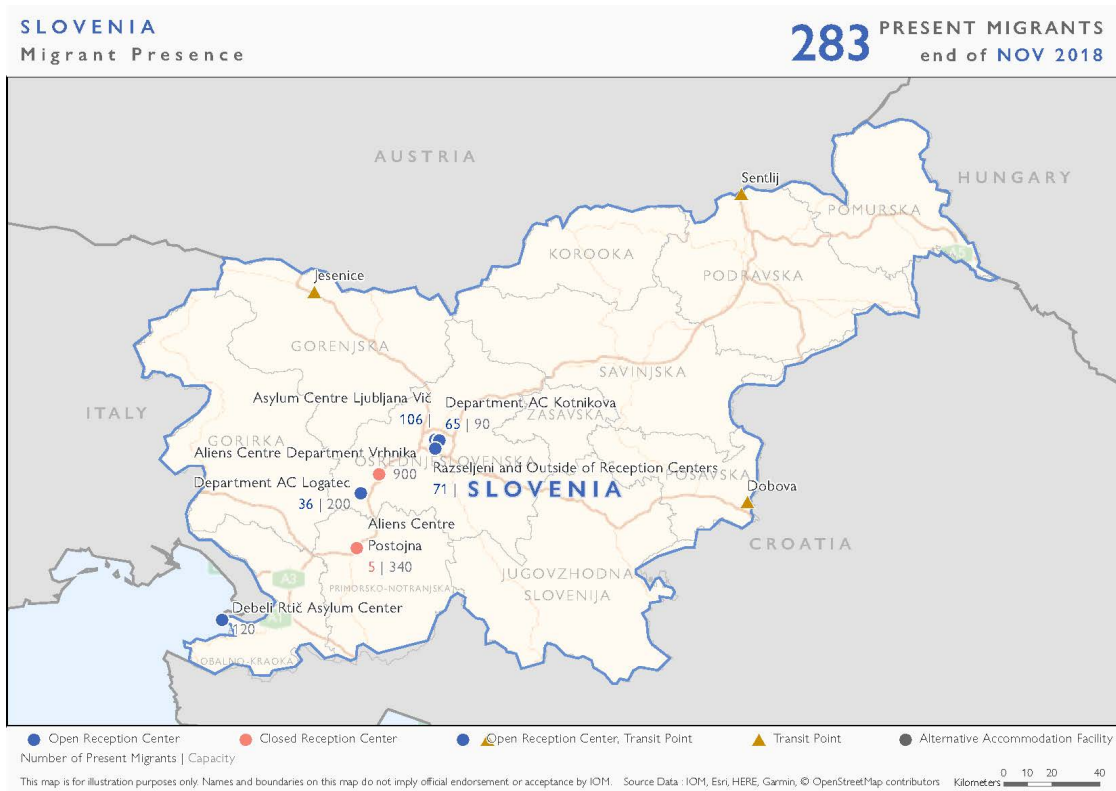 SLOVENIA
Migrant Presence
283 PRESENT MIGRANTS
end of NOV 2018
AUSTRIA
HUNGARY
Sentlij
POMURSKA
KOROOKA
PODRAVSKA
Jesenice
GORENJSKA
SAVINJSKA
ITALY
Asylum Centre Ljubljana Vič
106 |
Department AC Kotnikova
65 | 90
ZASAVSKA
GORIRKA
Aliens Centre Department Vrhnika
900
OSREDNJESLOVENSKA
Razseljeni and Outside of Reception Centers
71 |
POSAVSKA
SLOVENIA
Department AC Logatec
36 | 200
Dobova
Aliens Centre
Postojna
5 | 340
CROATIA
A3
PRIMORSKO-NOTRANJSKA
JUGOVZHODNA
SLOVENIJA
Debeli Rtič Asylum Center
120
OBALNO-KRAOKA
Open Reception Center
Closed Reception Center
Open Reception Center, Transit Point
Transit Point
Alternative Accommodation Facility
Number of Present Migrants | Capacity
This map is for illustration purposes only. Names and boundaries on this map do not imply official endorsement or acceptance by IOM. Source Data : IOM, Esri, HERE, Garmin, © OpenStreetMap contributors
Kilometers 0 10 20 40